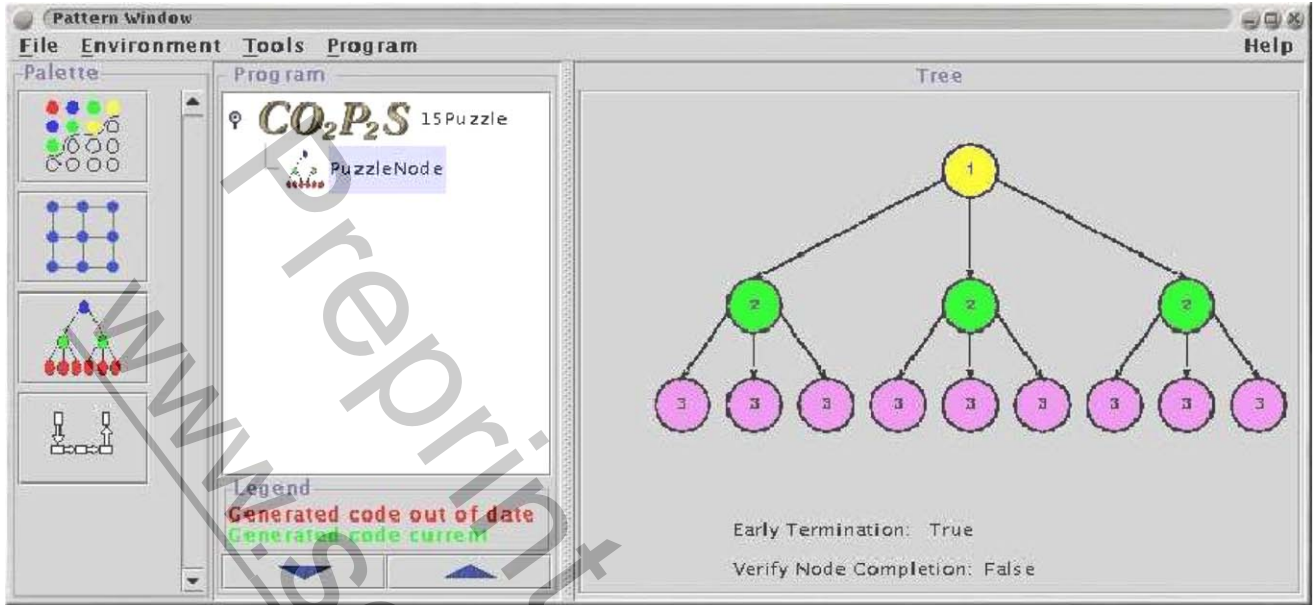 Pattern Window
File Environment Tools Program Help
Palette
Program
CO2P2S 15Puzzle
PuzzleNode
Legend
Generated code out of date
Generated code current
Tree
1
2 2 2
3 3 3 3 3 3 3 3 3
Early Termination: True
Verify Node Completion: False
Preprint